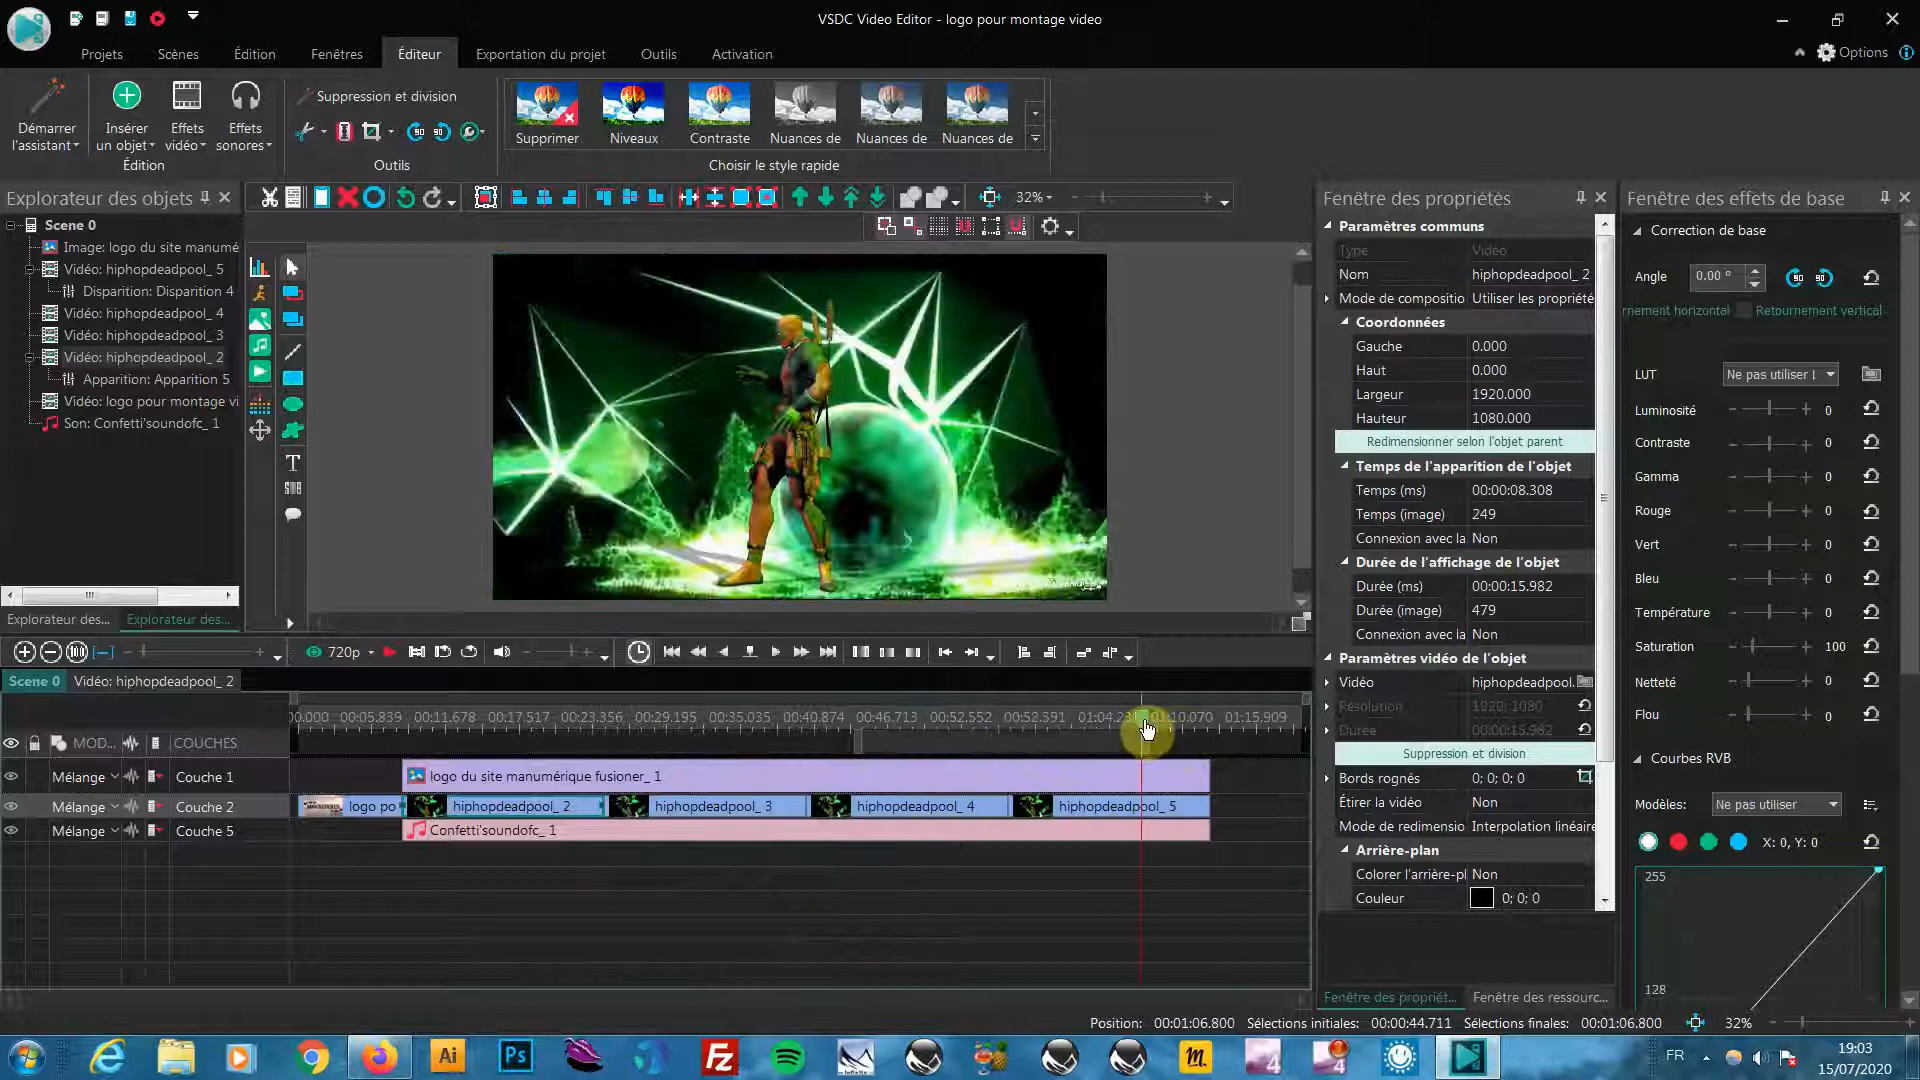 VSDC Video Editor - logo pour montage video
Projets
Scènes
Édition
Fenêtres
Éditeur
Exportation du projet
Outils
Activation
Options
Démarrer
l'assistant
Insérer
un objet
Effets
vidéo
Effets
sonores
Édition
Suppression et division
Outils
Supprimer
Niveaux
Contraste
Nuances de
Nuances de
Nuances de
Choisir le style rapide
Explorateur des objets
32%
Scene 0
Image: logo du site manumé
Vidéo: hiphopdeadpool_ 5
Disparition: Disparition 4
Vidéo: hiphopdeadpool_ 4
Vidéo: hiphopdeadpool_ 3
Vidéo: hiphopdeadpool_ 2
Apparition: Apparition 5
Vidéo: logo pour montage vi
Son: Confetti'soundofc_ 1
Explorateur des...
Explorateur des...
Fenêtre des propriétés
Paramètres communs
Type Vidéo
Nom hiphopdeadpool_ 2
Mode de compositio Utiliser les propriété
Coordonnées
Gauche 0.000
Haut 0.000
Largeur 1920.000
Hauteur 1080.000
Redimensionner selon l'objet parent
Temps de l'apparition de l'objet
Temps (ms) 00:00:08.308
Temps (image) 249
Connexion avec la Non
Durée de l'affichage de l'objet
Durée (ms) 00:00:15.982
Durée (image) 479
Connexion avec la Non
Paramètres vidéo de l'objet
Vidéo hiphopdeadpool.
Résolution 1920; 1080
Durée 00:00:15.982
Suppression et division
Bords rognés 0; 0; 0; 0
Étirer la vidéo Non
Mode de redimensio Interpolation linéaire
Arrière-plan
Colorer l'arrière-pl Non
Couleur 0; 0; 0
Fenêtre des propriét...
Fenêtre des ressourc...
Fenêtre des effets de base
Correction de base
Angle 0.00 °
90 90
rnement horizontal Retournement vertical
LUT Ne pas utiliser l
Luminosité 0
Contraste 0
Gamma 0
Rouge 0
Vert 0
Bleu 0
Température 0
Saturation 100
Netteté 0
Flou 0
Courbes RVB
Modèles: Ne pas utiliser
X: 0, Y: 0
255
128
720p
Scene 0
Vidéo: hiphopdeadpool_ 2
00.000 00:05.839 00:11.678 00:17.517 00:23.356 00:29.195 00:35.035 00:40.874 00:46.713 00:52.552 00:52.591 01:04.230 01:10.070 01:15.909
MOD... COUCHES
Mélange Couche 1
logo du site manumérique fusioner_ 1
Mélange Couche 2
logo po
hiphopdeadpool_ 2
hiphopdeadpool_ 3
hiphopdeadpool_ 4
hiphopdeadpool_ 5
Mélange Couche 5
Confetti'soundofc_ 1
Position: 00:01:06.800 Sélections initiales: 00:00:44.711 Sélections finales: 00:01:06.800 32%
Ai
Ps
Fz
m.
4
4
FR
19:03
15/07/2020